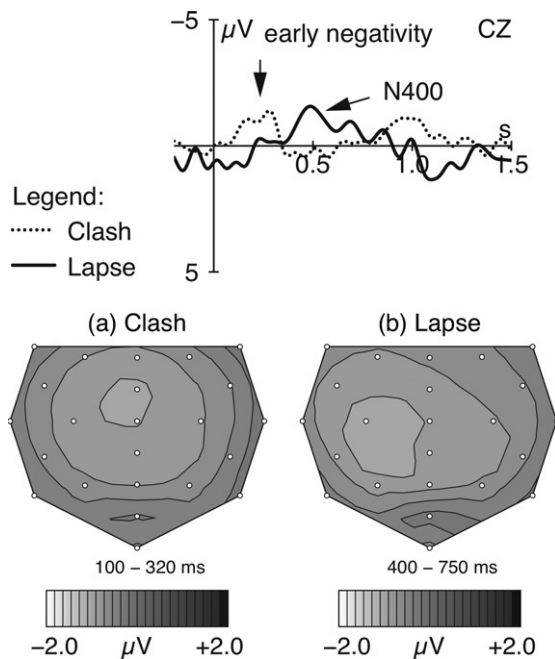 -5
µV early negativity CZ
N400
s
0.5 1.0 1.5
Legend:
Clash
Lapse
5
(a) Clash (b) Lapse
100 – 320 ms 400 – 750 ms
–2.0 µV +2.0 –2.0 µV +2.0